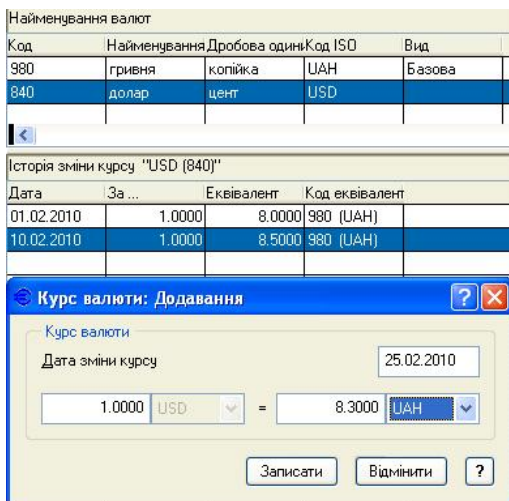 Найменування валют
Код Найменування Дробова одини Код ISO Вид
980 гривня копійка UAH Базова
840 долар цент USD
Історія зміни курсу "USD (840)"
Дата За ... Еквівалент Код еквівалент
01.02.2010 1.0000 8.0000 980 (UAH)
10.02.2010 1.0000 8.5000 980 (UAH)
Курс валюти: Додавання ?
Курс валюти
Дата зміни курсу 25.02.2010
1.0000 USD = 8.3000 UAH
Записати Відмінити ?